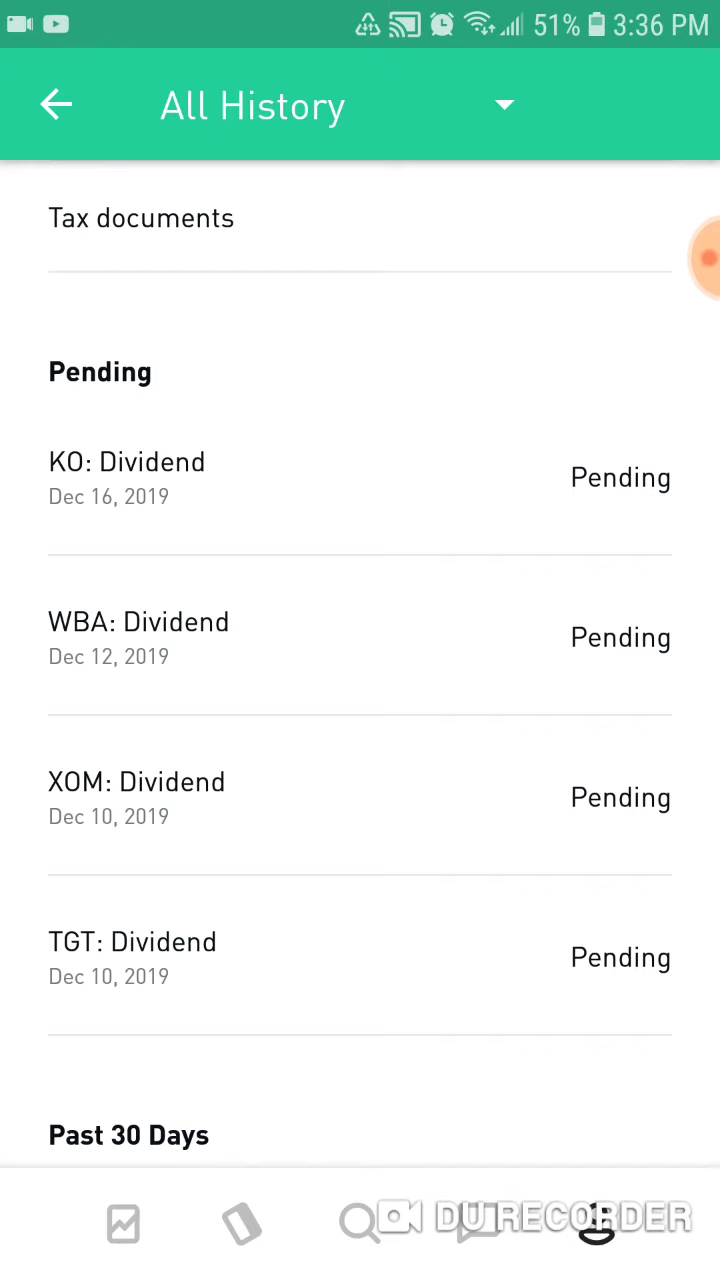 51% 3:36 PM
All History
Tax documents
Pending
KO: Dividend
Dec 16, 2019
Pending
WBA: Dividend
Dec 12, 2019
Pending
XOM: Dividend
Dec 10, 2019
Pending
TGT: Dividend
Dec 10, 2019
Pending
Past 30 Days
DU RECORDER